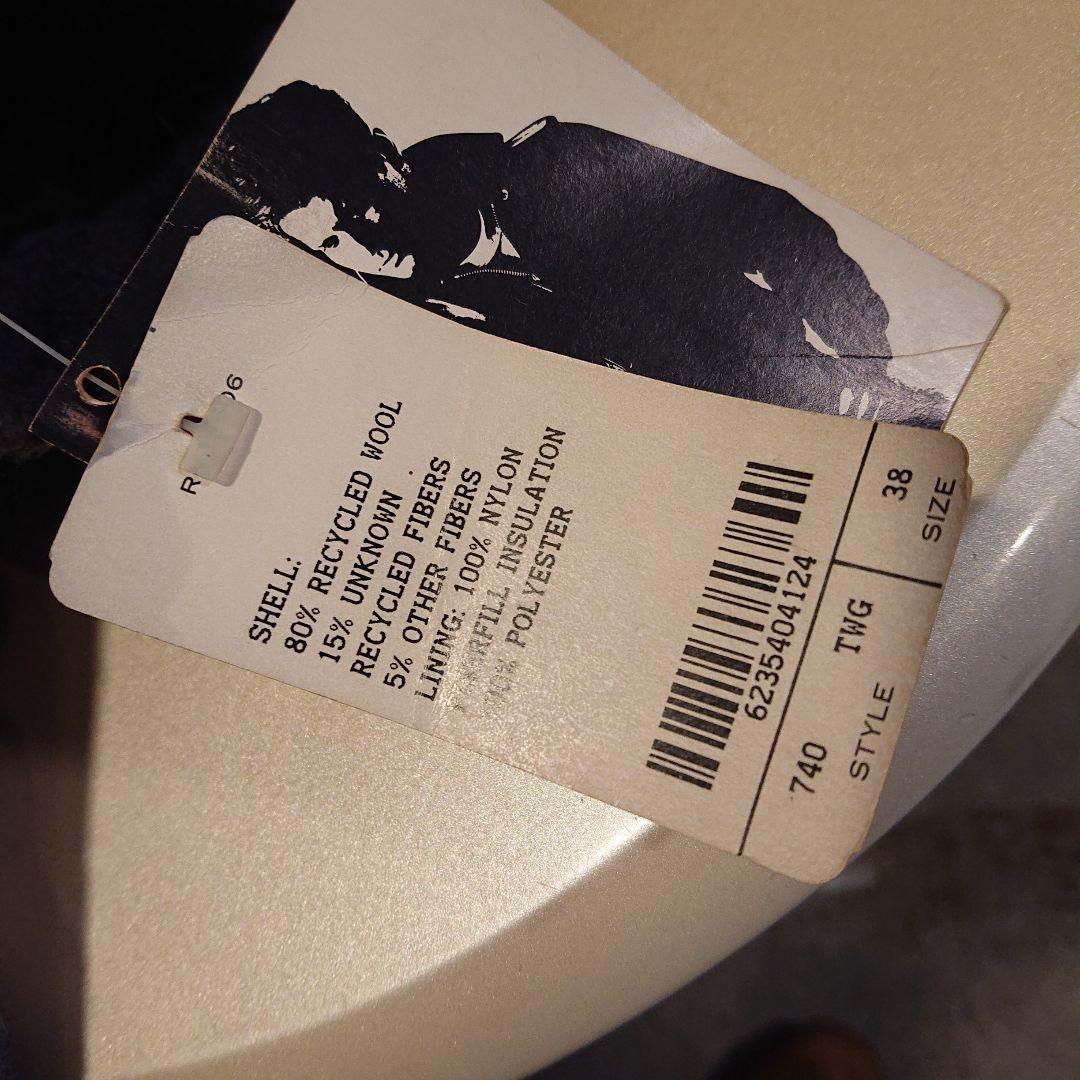 SHELL:
80% RECYCLED WOOL
15% UNKNOWN
RECYCLED FIBERS
5% OTHER FIBERS
LINING: 100% NYLON
INSULATION
100% POLYESTER
6235404124
740 TWG 38
STYLE SIZE